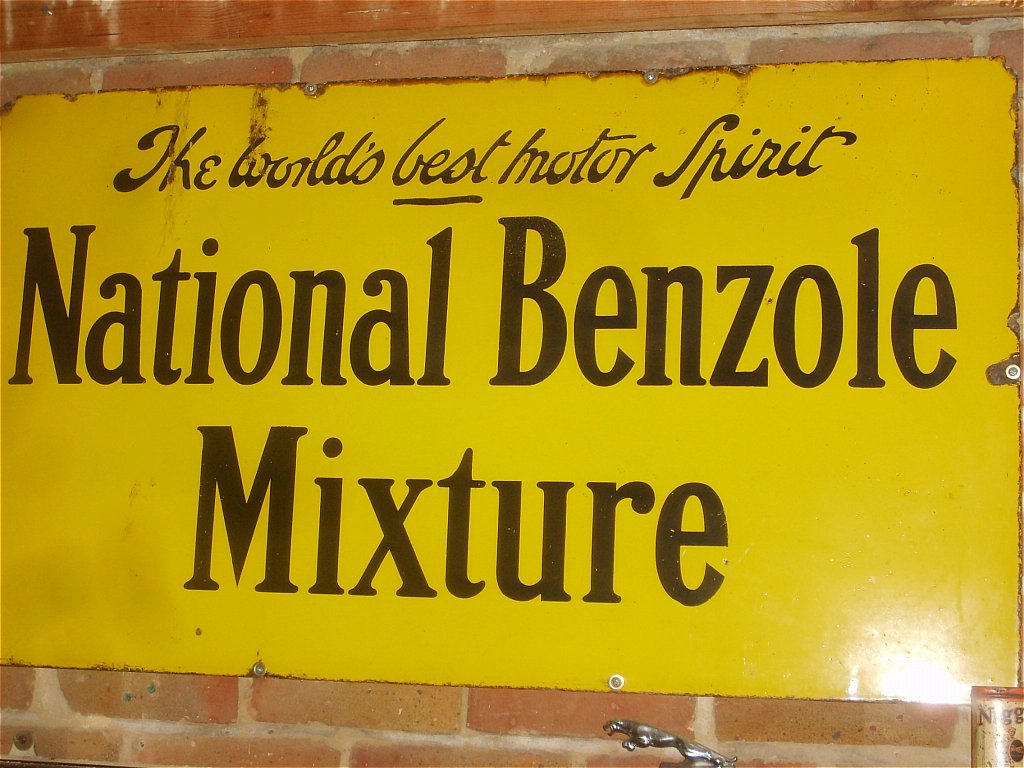 The world's best motor Spirit
National Benzole
Mixture